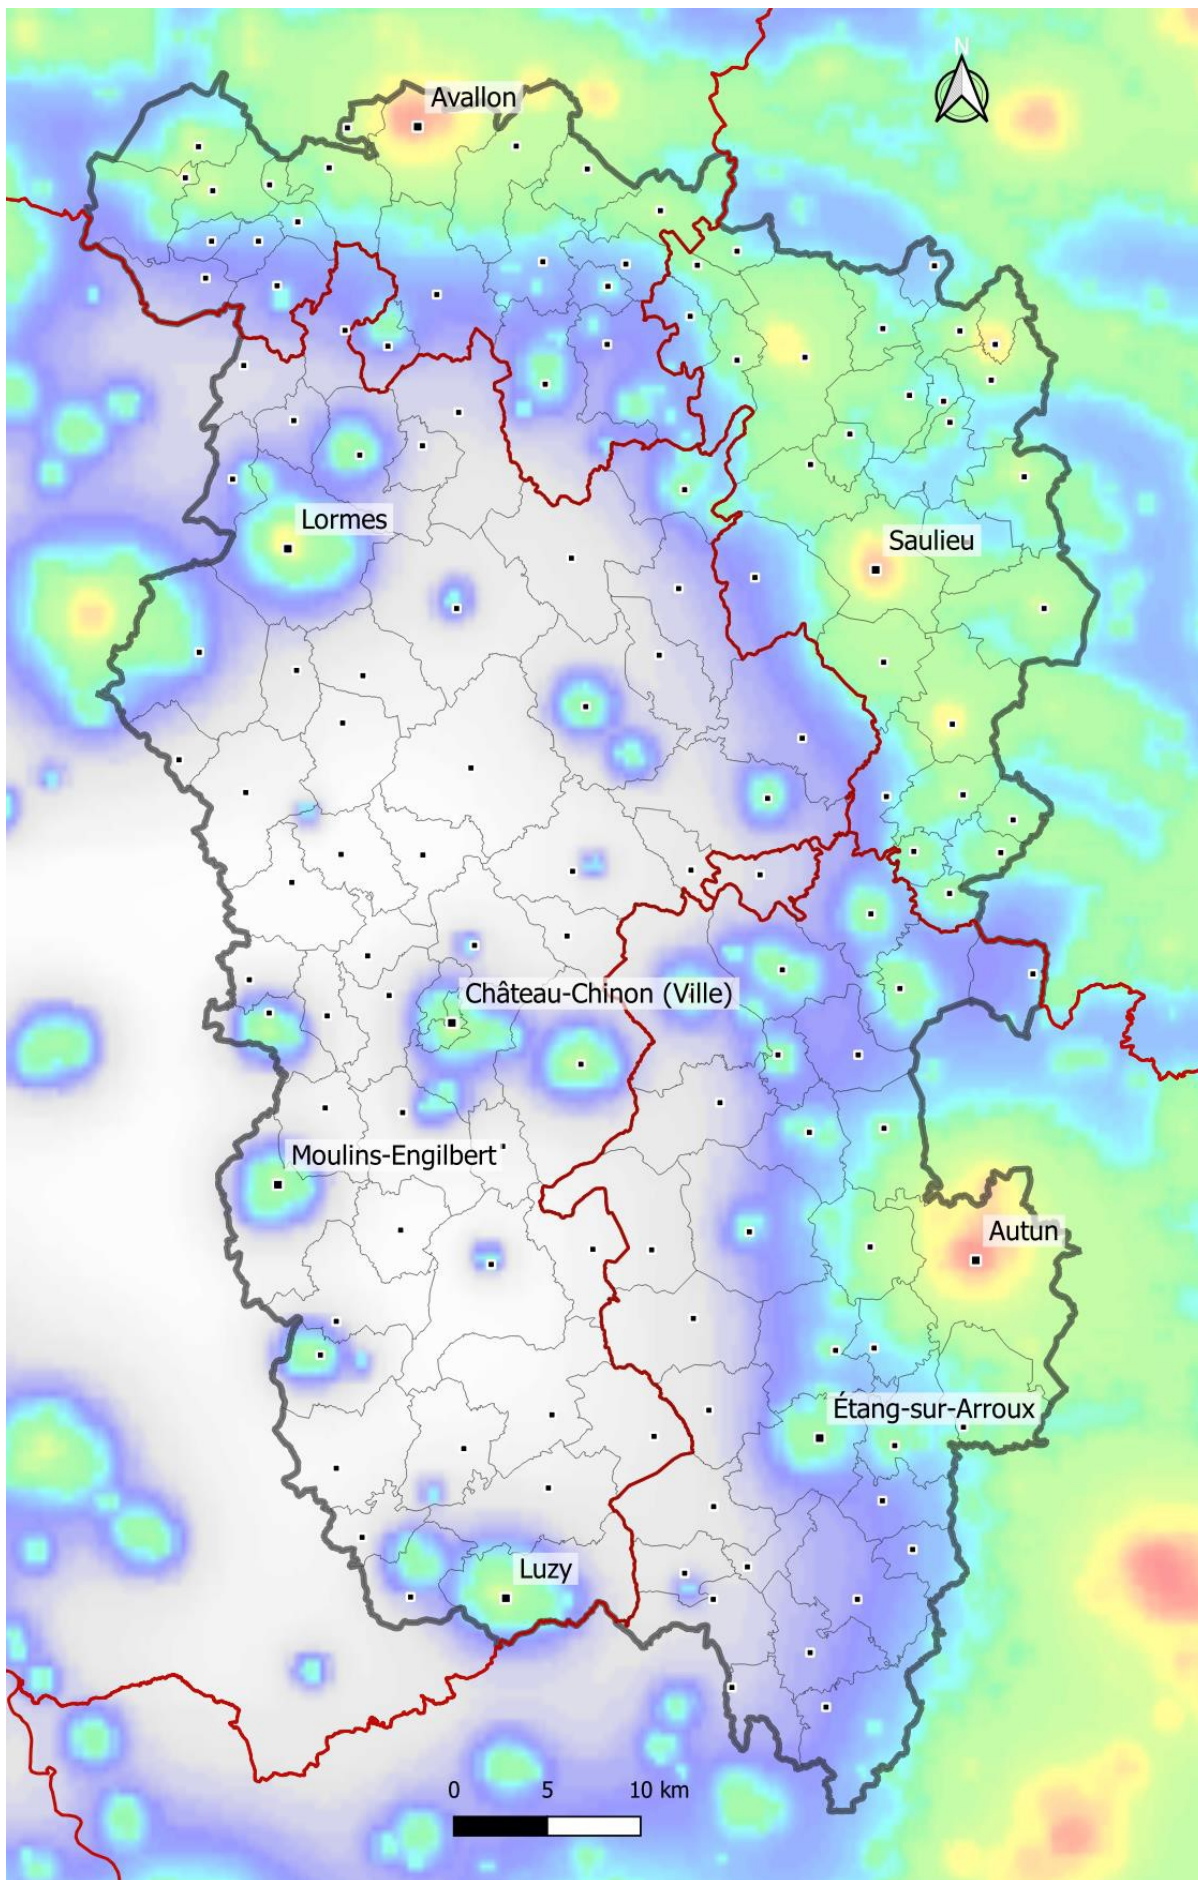 N
Avallon
Lormes
Saulieu
Château-Chinon (Ville)
Moulins-Engilbert
Autun
Étang-sur-Arroux
Luzy
0 5 10 km